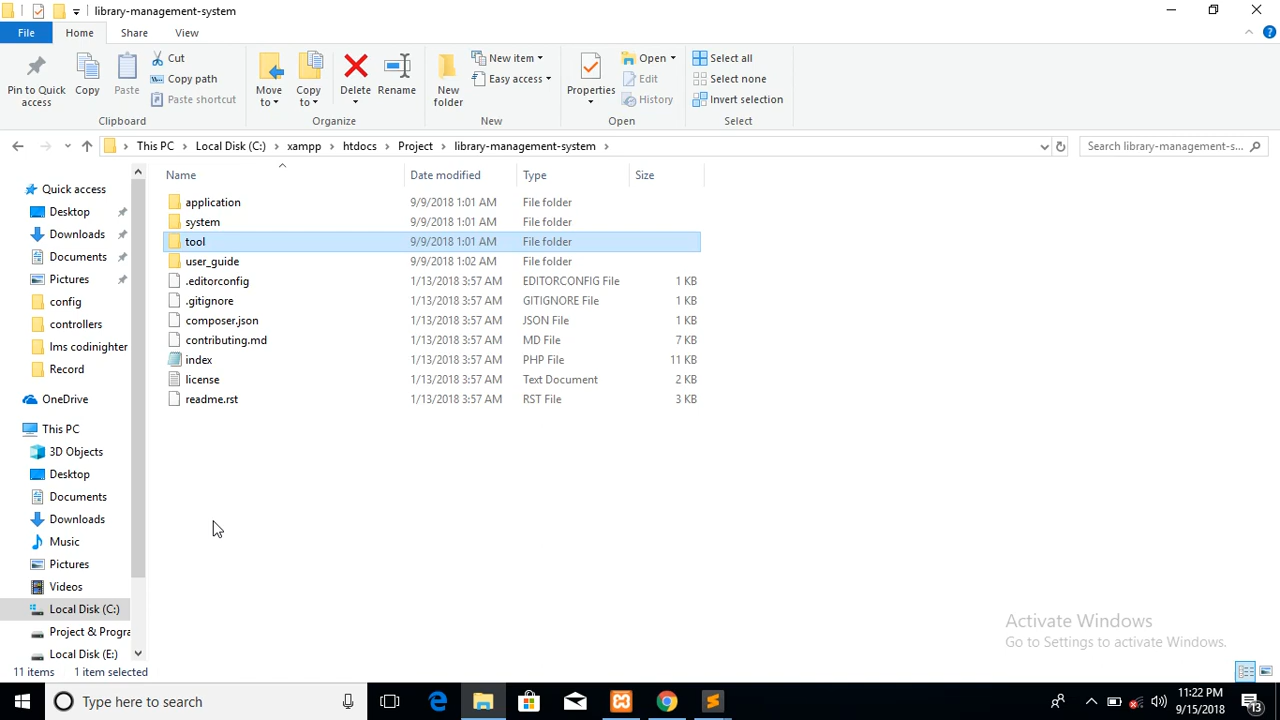 library-management-system
File Home Share View
Pin to Quick access
Copy
Paste
Cut
Copy path
Paste shortcut
Clipboard
Move to
Copy to
Delete
Rename
Organize
New folder
New item
Easy access
New
Properties
Open
Edit
History
Open
Select all
Select none
Invert selection
Select
This PC Local Disk (C:) xampp htdocs Project library-management-system
Search library-management-s...
Name Date modified Type Size
application 9/9/2018 1:01 AM File folder
system 9/9/2018 1:01 AM File folder
tool 9/9/2018 1:01 AM File folder
user_guide 9/9/2018 1:02 AM File folder
.editorconfig 1/13/2018 3:57 AM EDITORCONFIG File 1 KB
.gitignore 1/13/2018 3:57 AM GITIGNORE File 1 KB
composer.json 1/13/2018 3:57 AM JSON File 1 KB
contributing.md 1/13/2018 3:57 AM MD File 7 KB
index 1/13/2018 3:57 AM PHP File 11 KB
license 1/13/2018 3:57 AM Text Document 2 KB
readme.rst 1/13/2018 3:57 AM RST File 3 KB
Quick access
Desktop
Downloads
Documents
Pictures
config
controllers
lms codinighter
Record
OneDrive
This PC
3D Objects
Desktop
Documents
Downloads
Music
Pictures
Videos
Local Disk (C:)
Project & Progra
Local Disk (E:)
Activate Windows
Go to Settings to activate Windows.
11 items 1 item selected
Type here to search
11:22 PM
9/15/2018
13